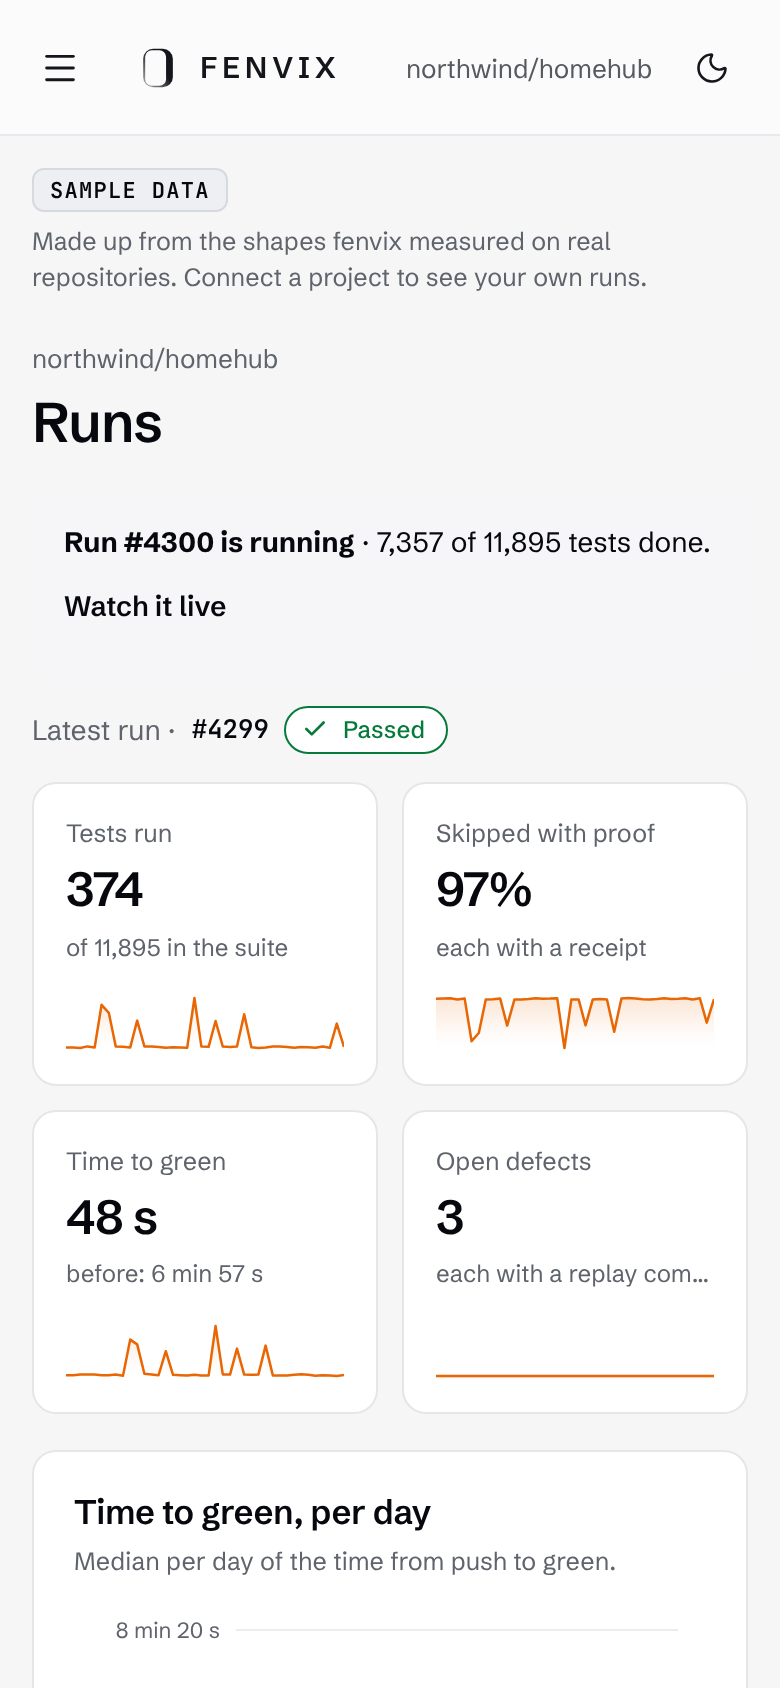 FENVIX
northwind/homehub
SAMPLE DATA
Made up from the shapes fenvix measured on real
repositories. Connect a project to see your own runs.
northwind/homehub
Runs
Run #4300 is running · 7,357 of 11,895 tests done.
Watch it live
Latest run · #4299 Passed
Tests run
374
of 11,895 in the suite
Skipped with proof
97%
each with a receipt
Time to green
48 s
before: 6 min 57 s
Open defects
3
each with a replay com…
Time to green, per day
Median per day of the time from push to green.
8 min 20 s